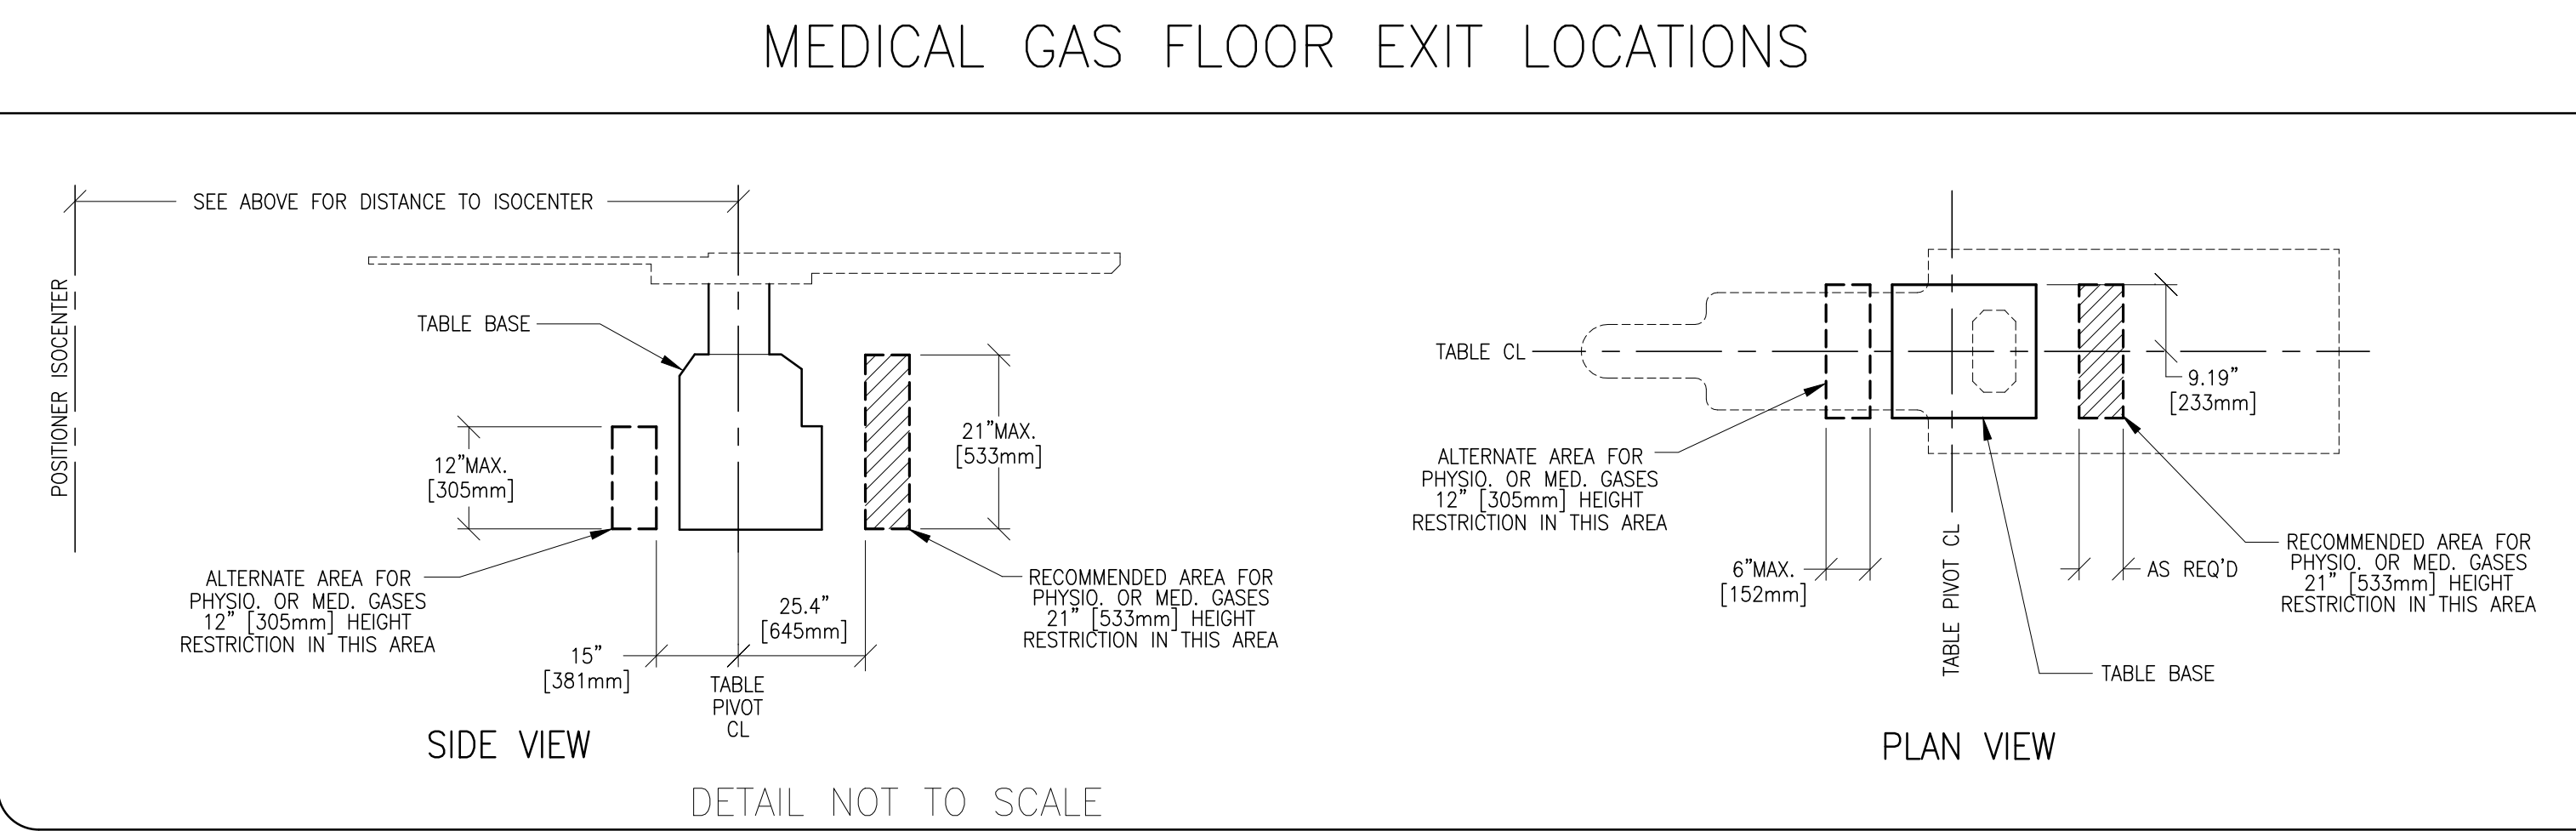 MEDICAL GAS FLOOR EXIT LOCATIONS
SEE ABOVE FOR DISTANCE TO ISOCENTER
POSITIONER ISOCENTER
TABLE BASE
12"MAX.
[305mm]
21"MAX.
[533mm]
ALTERNATE AREA FOR
PHYSIO. OR MED. GASES
12" [305mm] HEIGHT
RESTRICTION IN THIS AREA
RECOMMENDED AREA FOR
PHYSIO. OR MED. GASES
21" [533mm] HEIGHT
RESTRICTION IN THIS AREA
25.4"
[645mm]
15"
[381mm]
TABLE
PIVOT
CL
SIDE VIEW
DETAIL NOT TO SCALE
TABLE CL
9.19"
[233mm]
ALTERNATE AREA FOR
PHYSIO. OR MED. GASES
12" [305mm] HEIGHT
RESTRICTION IN THIS AREA
6"MAX.
[152mm]
TABLE PIVOT CL
AS REQ'D
RECOMMENDED AREA FOR
PHYSIO. OR MED. GASES
21" [533mm] HEIGHT
RESTRICTION IN THIS AREA
TABLE BASE
PLAN VIEW